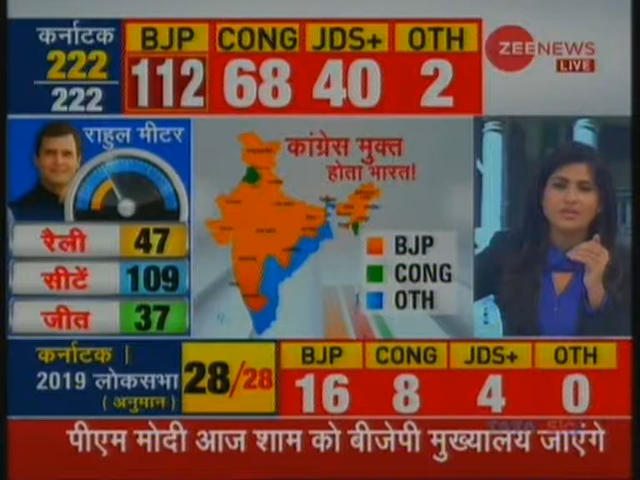 कर्नाटक
222
222
BJP CONG JDS+ OTH
112 68 40 2
ZEE NEWS
LIVE
राहुल मीटर
रैली 47
सीटें 109
जीत 37
कांग्रेस मुक्त
होता भारत!
BJP
CONG
OTH
कर्नाटक
2019 लोकसभा
(अनुमान)
28/28
BJP CONG JDS+ OTH
16 8 4 0
TATA Sky
पीएम मोदी आज शाम को बीजेपी मुख्यालय जाएंगे